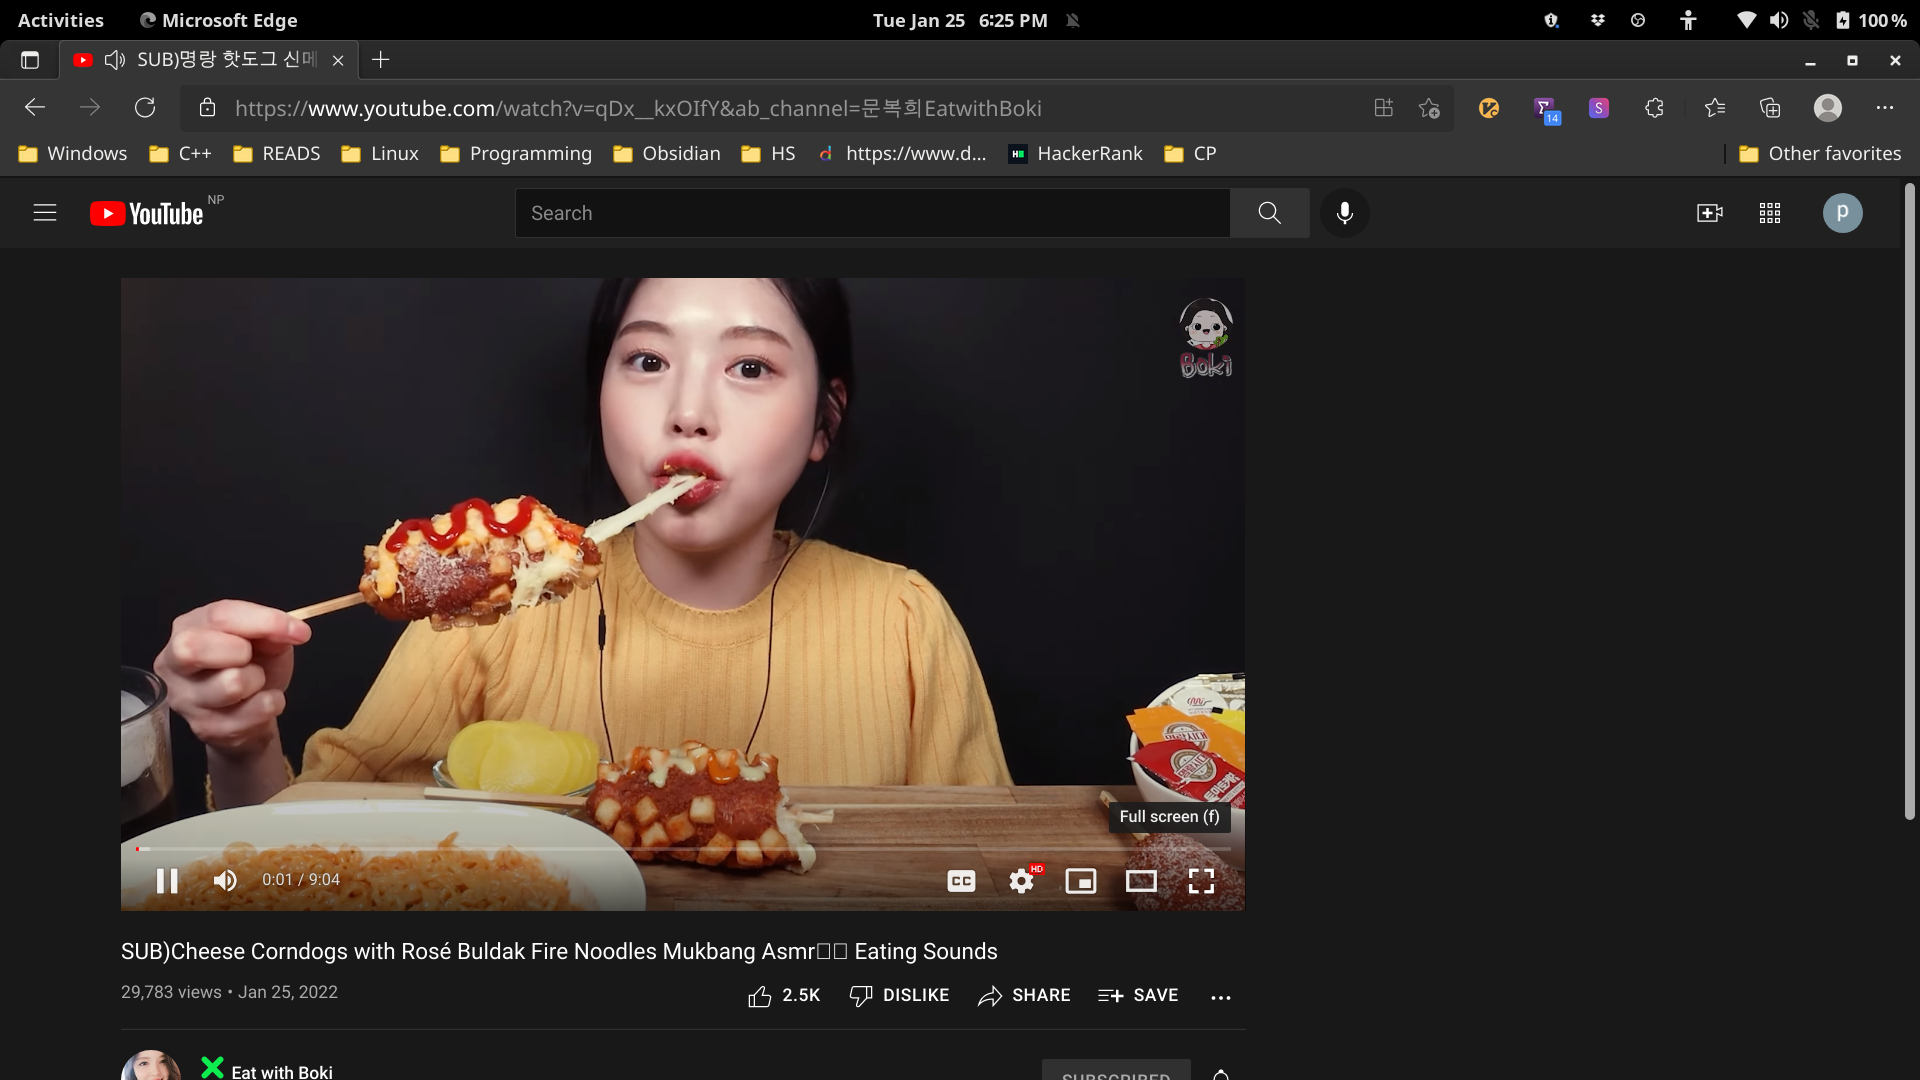 Activities Microsoft Edge Tue Jan 25 6:25 PM 100 %
SUB)명랑 핫도그 신메
https://www.youtube.com/watch?v=qDx__kxOIfY&ab_channel=문복희EatwithBoki 14 S
Windows C++ READS Linux Programming Obsidian HS d https://www.d... H HackerRank CP Other favorites
YouTube NP Search p
Boki
Full screen (f)
0:01 / 9:04 CC HD
SUB)Cheese Corndogs with Rosé Buldak Fire Noodles Mukbang Asmr Eating Sounds
29,783 views • Jan 25, 2022 2.5K DISLIKE SHARE SAVE
Eat with Boki SUBSCRIBED